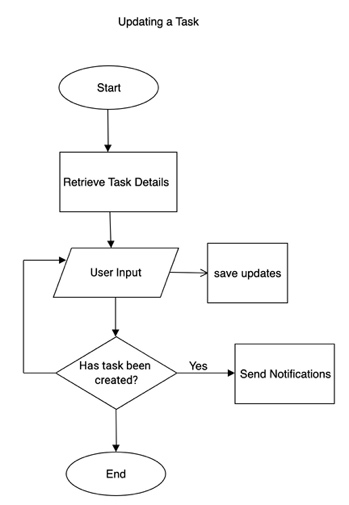 Updating a Task
Start
Retrieve Task Details
User Input
save updates
Has task been
created?
Yes
Send Notifications
End